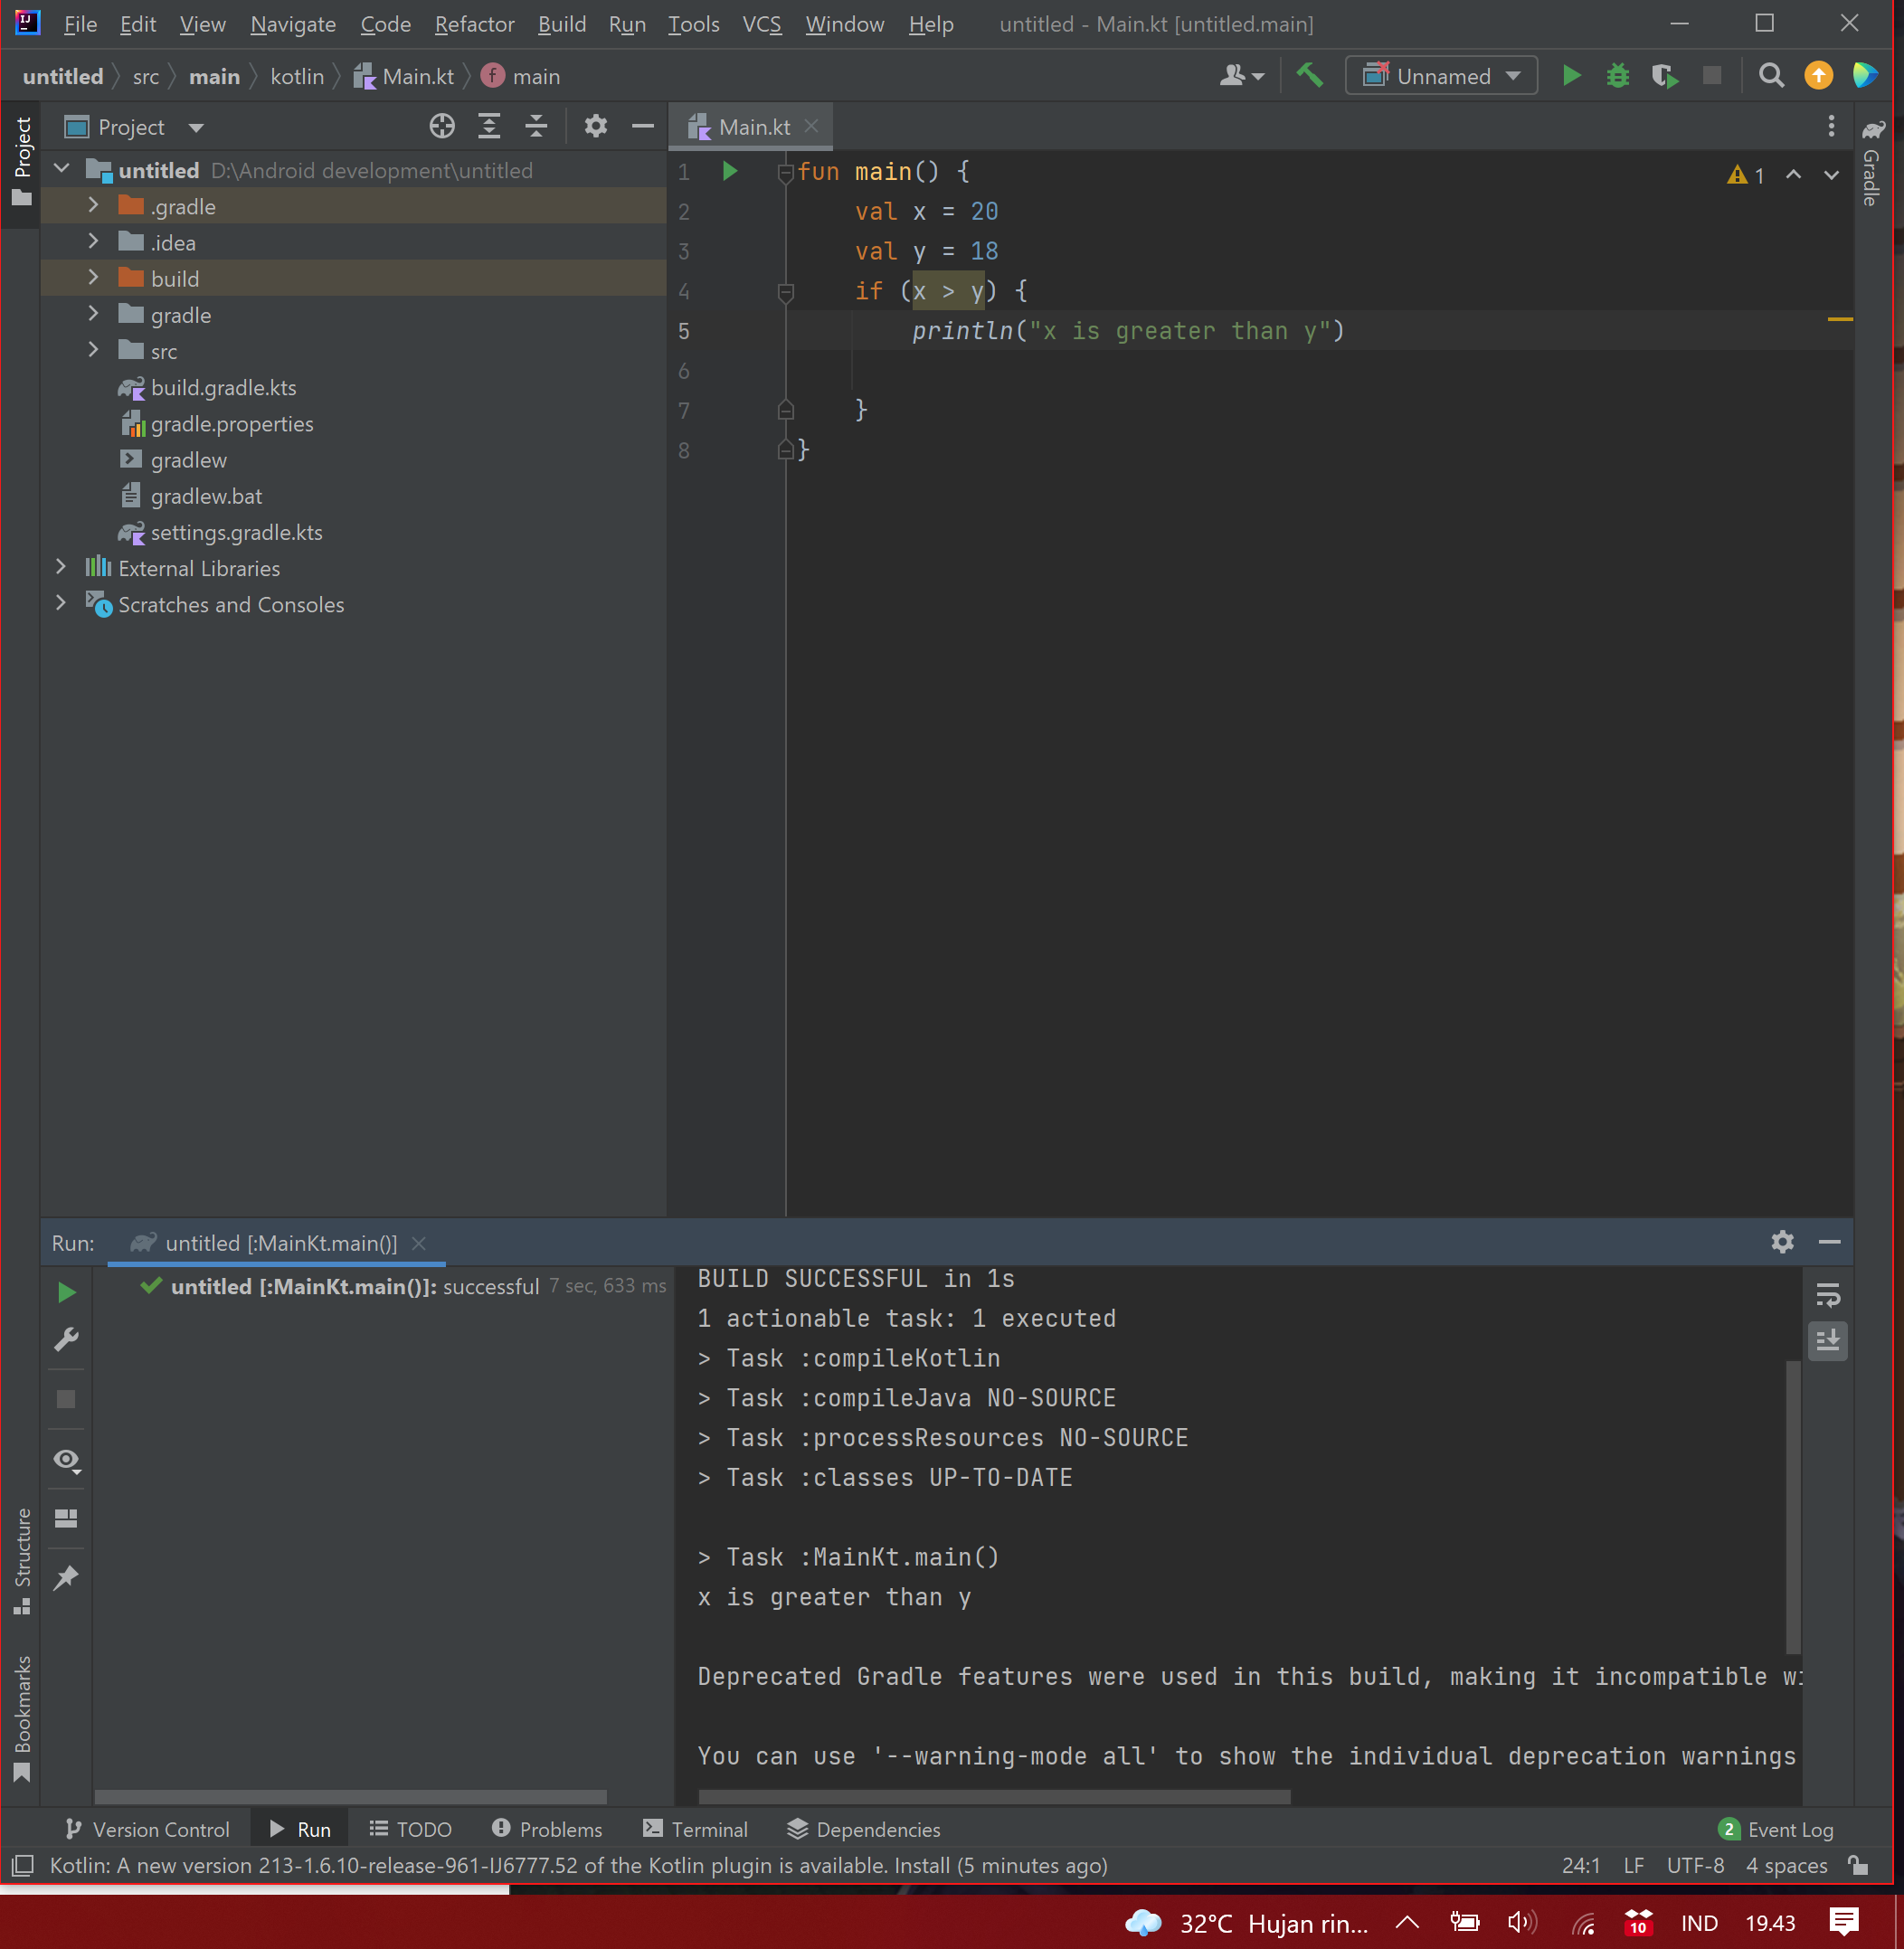 File Edit View Navigate Code Refactor Build Run Tools VCS Window Help untitled - Main.kt [untitled.main]
untitled src main kotlin Main.kt main Unnamed
Project
Project
Main.kt
Gradle
untitled D:\Android development\untitled
.gradle
.idea
build
gradle
src
build.gradle.kts
gradle.properties
gradlew
gradlew.bat
settings.gradle.kts
External Libraries
Scratches and Consoles
1 fun main() {
2 val x = 20
3 val y = 18
4 if (x > y) {
5 println("x is greater than y")
6
7 }
8 }
1
Run: untitled [:MainKt.main()]
untitled [:MainKt.main()]: successful 7 sec, 633 ms
BUILD SUCCESSFUL in 1s
1 actionable task: 1 executed
> Task :compileKotlin
> Task :compileJava NO-SOURCE
> Task :processResources NO-SOURCE
> Task :classes UP-TO-DATE
> Task :MainKt.main()
x is greater than y
Deprecated Gradle features were used in this build, making it incompatible wi
You can use '--warning-mode all' to show the individual deprecation warnings
Structure
Bookmarks
Version Control Run TODO Problems Terminal Dependencies 2 Event Log
Kotlin: A new version 213-1.6.10-release-961-IJ6777.52 of the Kotlin plugin is available. Install (5 minutes ago) 24:1 LF UTF-8 4 spaces
32°C Hujan rin... 10 IND 19.43